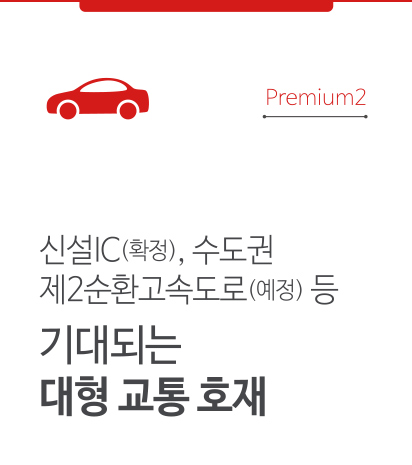 Premium2
신설IC(확정), 수도권
제2순환고속도로(예정) 등
기대되는
대형 교통 호재